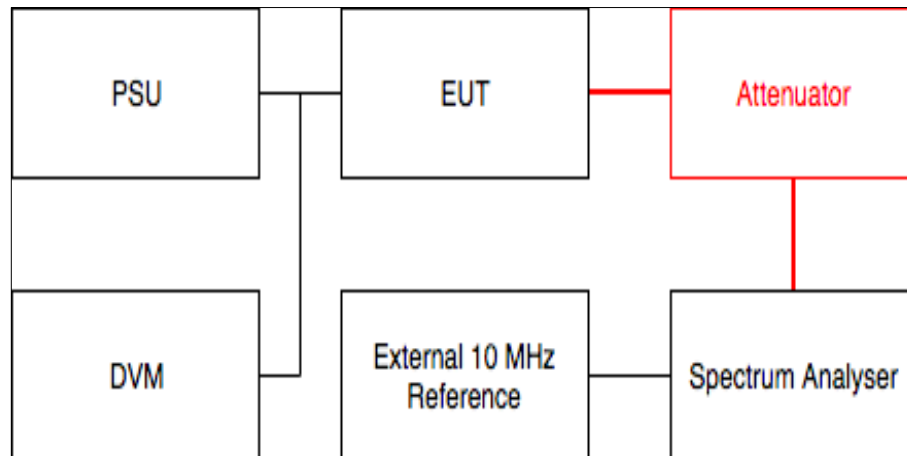 PSU
EUT
Attenuator
DVM
External 10 MHz
Reference
Spectrum Analyser